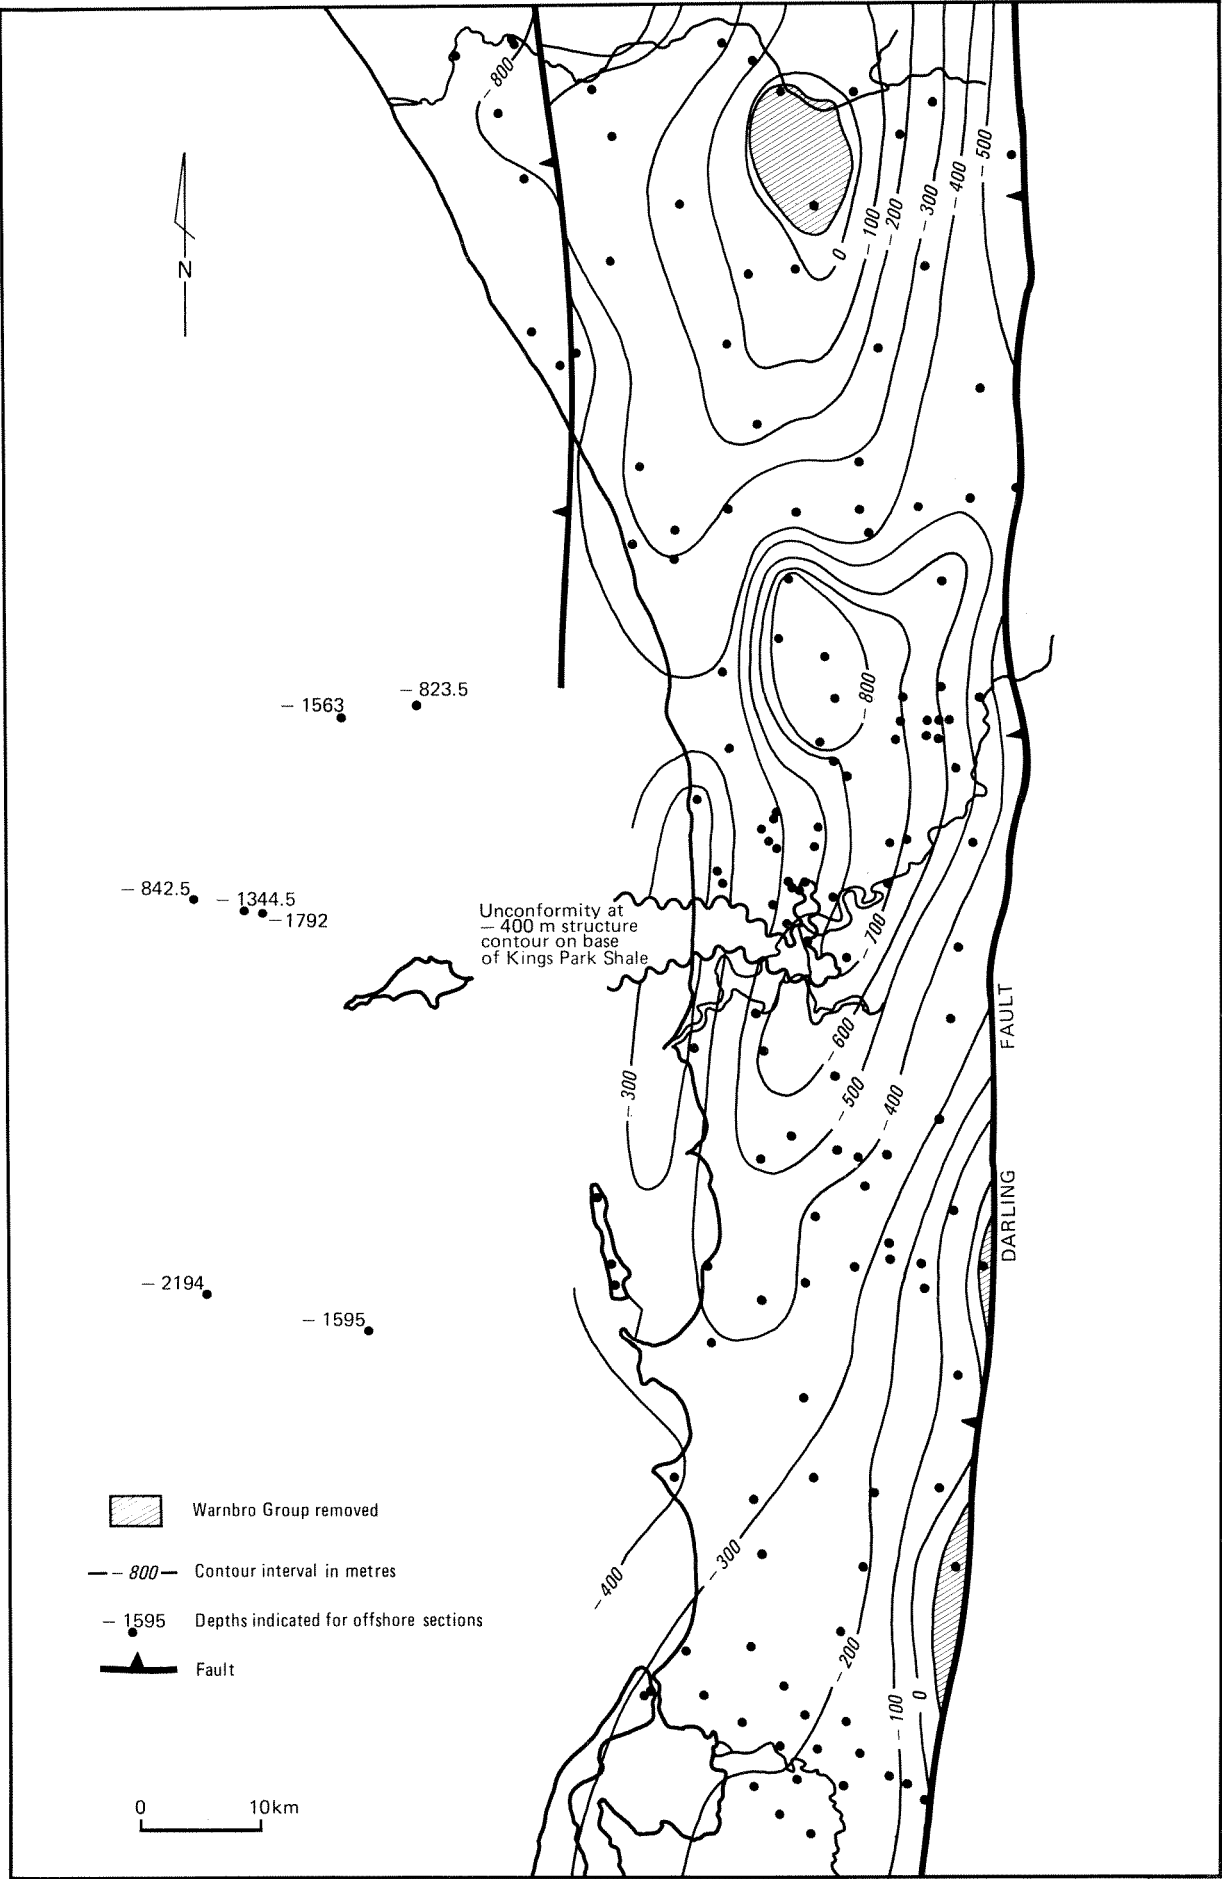 – 800
– 500
– 400
– 300
– 200
– 100
0
N
– 823.5
– 1563
– 800
– 842.5
– 1344.5
–1792
Unconformity at
– 400 m structure
contour on base
of Kings Park Shale
– 700
– 600
– 500
– 400
– 300
FAULT
DARLING
– 2194
– 1595
Warnbro Group removed
– 800 – Contour interval in metres
– 1595 Depths indicated for offshore sections
Fault
– 400
– 300
– 200
– 100
0
0 10km